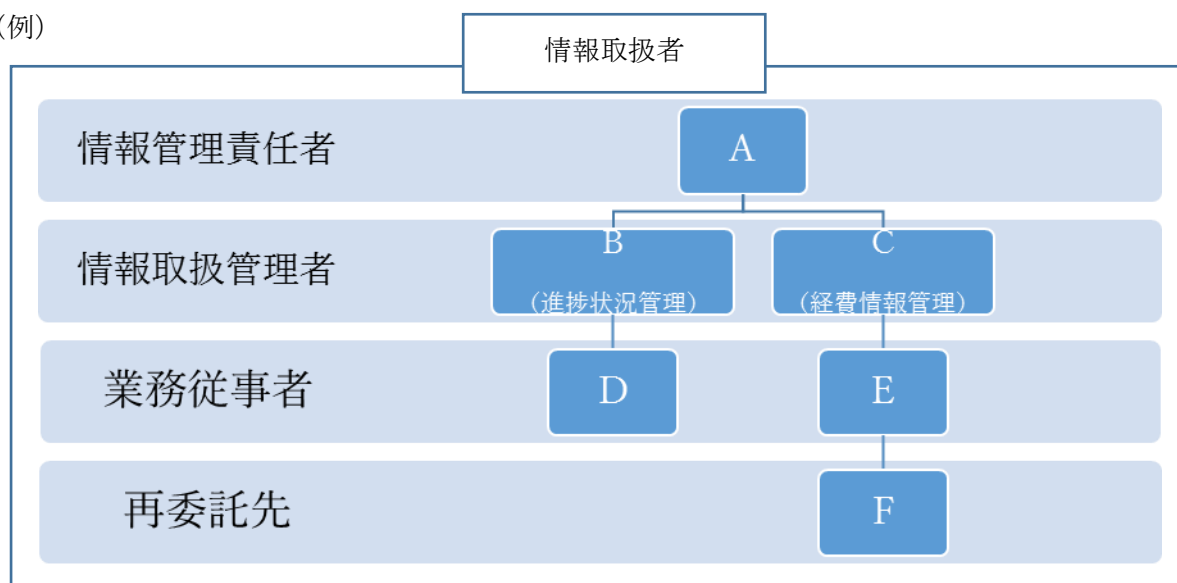 (例)
情報取扱者
情報管理責任者
A
情報取扱管理者
B
(進捗状況管理)
C
(経費情報管理)
業務従事者
D
E
再委託先
F